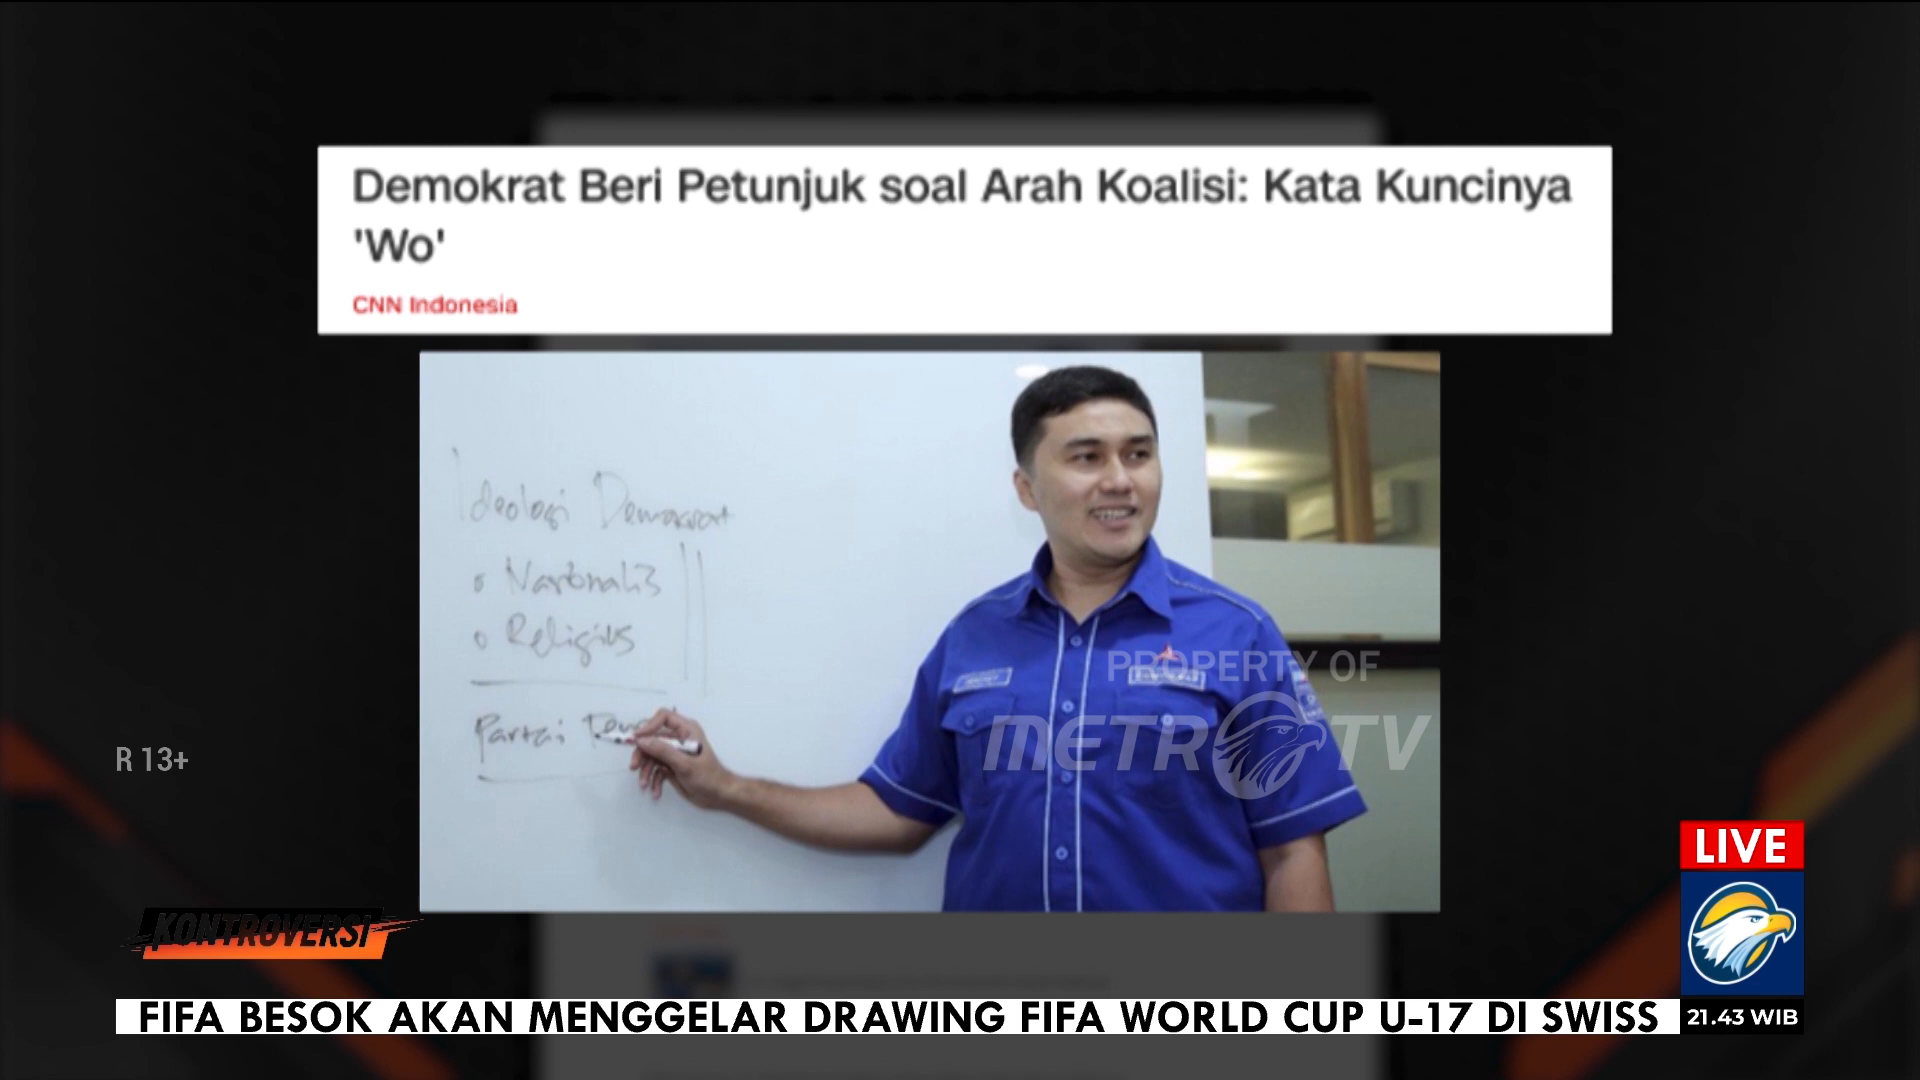 Demokrat Beri Petunjuk soal Arah Koalisi: Kata Kuncinya
'Wo'
CNN Indonesia
Ideologi Demokrat
Nasionalis
Religius
Partai
PROPERTY OF
METRO TV
R 13+
LIVE
KONTROVERSI
FIFA BESOK AKAN MENGGELAR DRAWING FIFA WORLD CUP U-17 DI SWISS
21.43 WIB